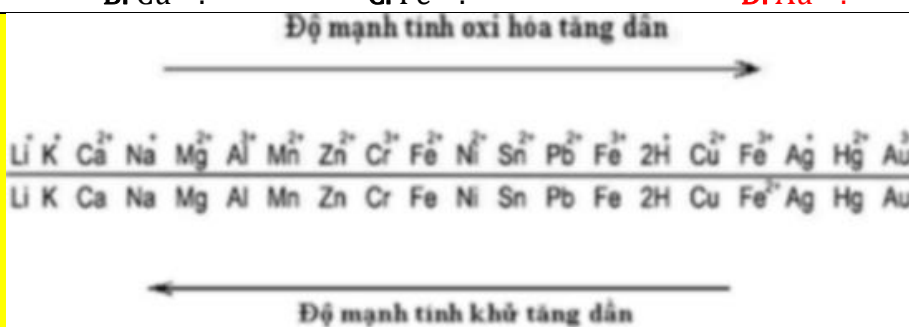 Độ mạnh tính oxi hóa tăng dần
Li⁺ K⁺ Ca²⁺ Na⁺ Mg²⁺ Al³⁺ Mn²⁺ Zn²⁺ Cr³⁺ Fe²⁺ Ni²⁺ Sn²⁺ Pb²⁺ Fe³⁺ 2H⁺ Cu²⁺ Fe³⁺ Ag⁺ Hg²⁺ Au³
Li K Ca Na Mg Al Mn Zn Cr Fe Ni Sn Pb Fe 2H Cu Fe²⁺ Ag Hg Au
Độ mạnh tính khử tăng dần